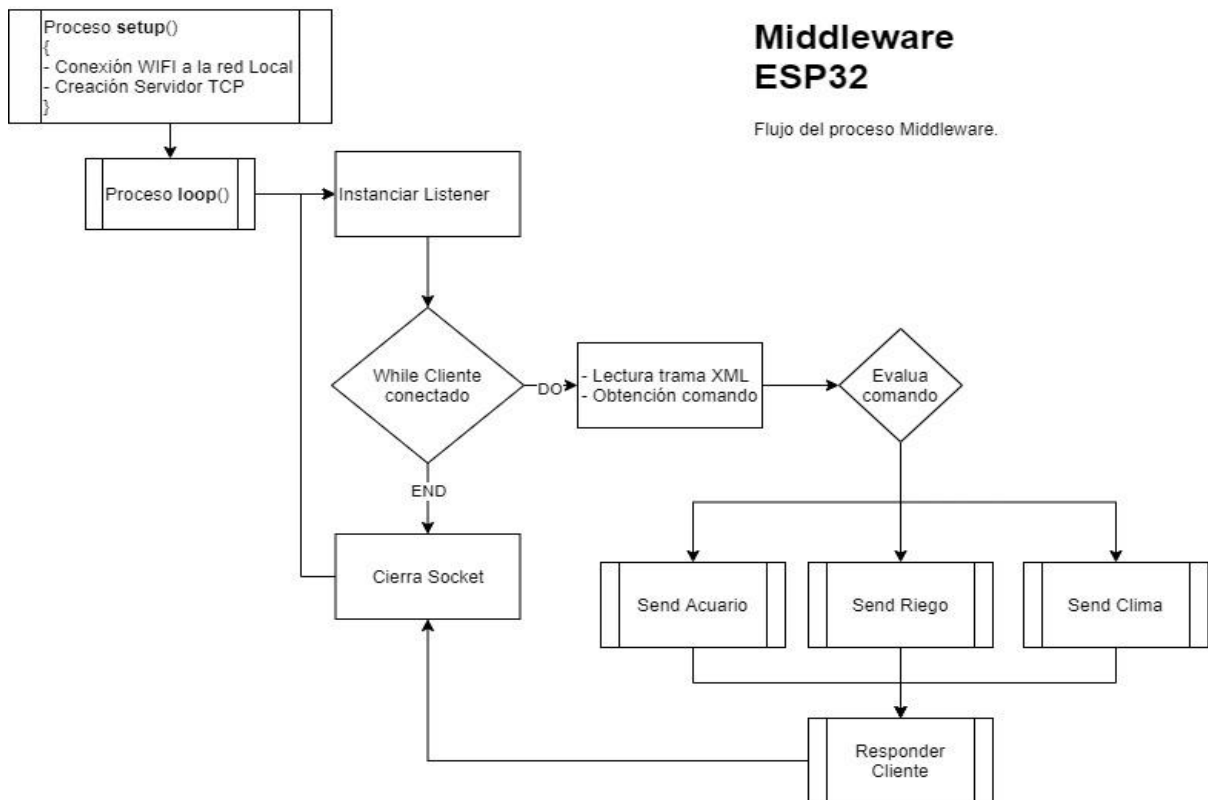 Proceso setup()
{
- Conexión WIFI a la red Local
- Creación Servidor TCP
}
Middleware
ESP32
Flujo del proceso Middleware.
Proceso loop()
Instanciar Listener
While Cliente
conectado
DO
- Lectura trama XML
- Obtención comando
Evalua
comando
END
Cierra Socket
Send Acuario
Send Riego
Send Clima
Responder
Cliente